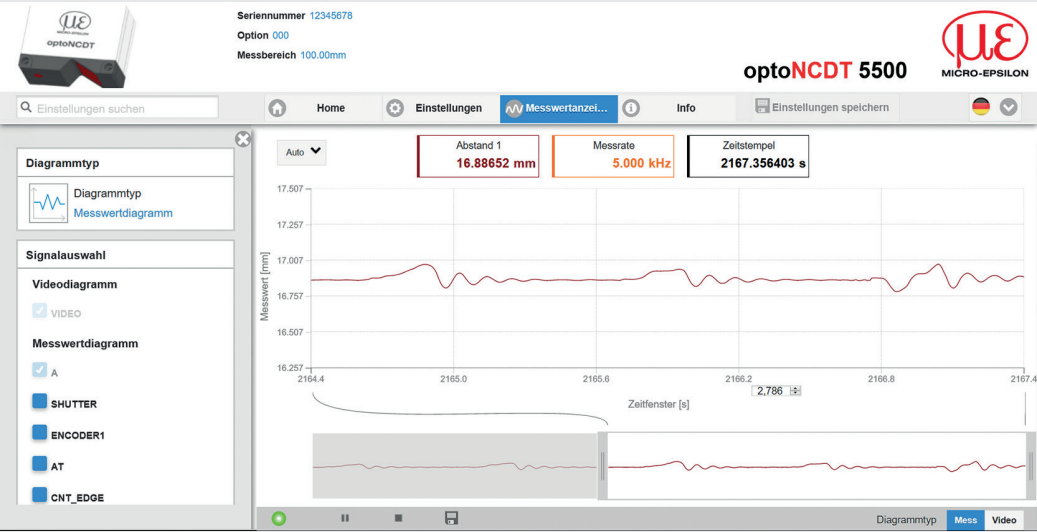 Seriennummer 12345678
Option 000
Messbereich 100.00mm
με
MICRO-EPSILON
optoNCDT
optoNCDT 5500
με
MICRO-EPSILON
Einstellungen suchen
Home
Einstellungen
Messwertanzei...
Info
Einstellungen speichern
Diagrammtyp
Diagrammtyp
Messwertdiagramm
Signalauswahl
Videodiagramm
VIDEO
Messwertdiagramm
A
SHUTTER
ENCODER1
AT
CNT_EDGE
Auto
Abstand 1
16.88652 mm
Messrate
5.000 kHz
Zeitstempel
2167.356403 s
Messwert [mm]
17.507
17.257
17.007
16.757
16.507
16.257
2164.4 2165.0 2165.6 2166.2 2166.8 2167.4
2,786
Zeitfenster [s]
Diagrammtyp Mess Video